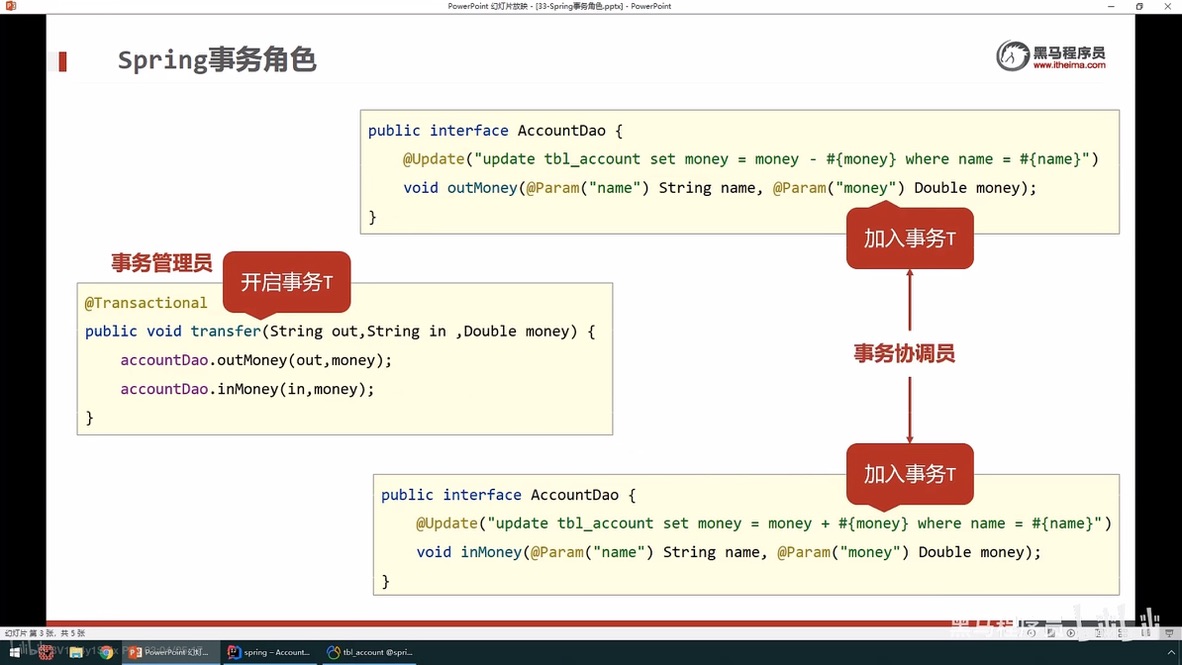 PowerPoint 幻灯片放映 - [33-Spring事务角色.pptx] - PowerPoint
Spring事务角色
黑马程序员
www.itheima.com
public interface AccountDao {
@Update("update tbl_account set money = money - #{money} where name = #{name}")
void outMoney(@Param("name") String name, @Param("money") Double money);
}
加入事务T
事务管理员
开启事务T
@Transactional
public void transfer(String out,String in ,Double money) {
accountDao.outMoney(out,money);
accountDao.inMoney(in,money);
}
事务协调员
加入事务T
public interface AccountDao {
@Update("update tbl_account set money = money + #{money} where name = #{name}")
void inMoney(@Param("name") String name, @Param("money") Double money);
}
黑马程序员
幻灯片 第 3 张, 共 5 张
spring – Account...
tbl_account @spri...